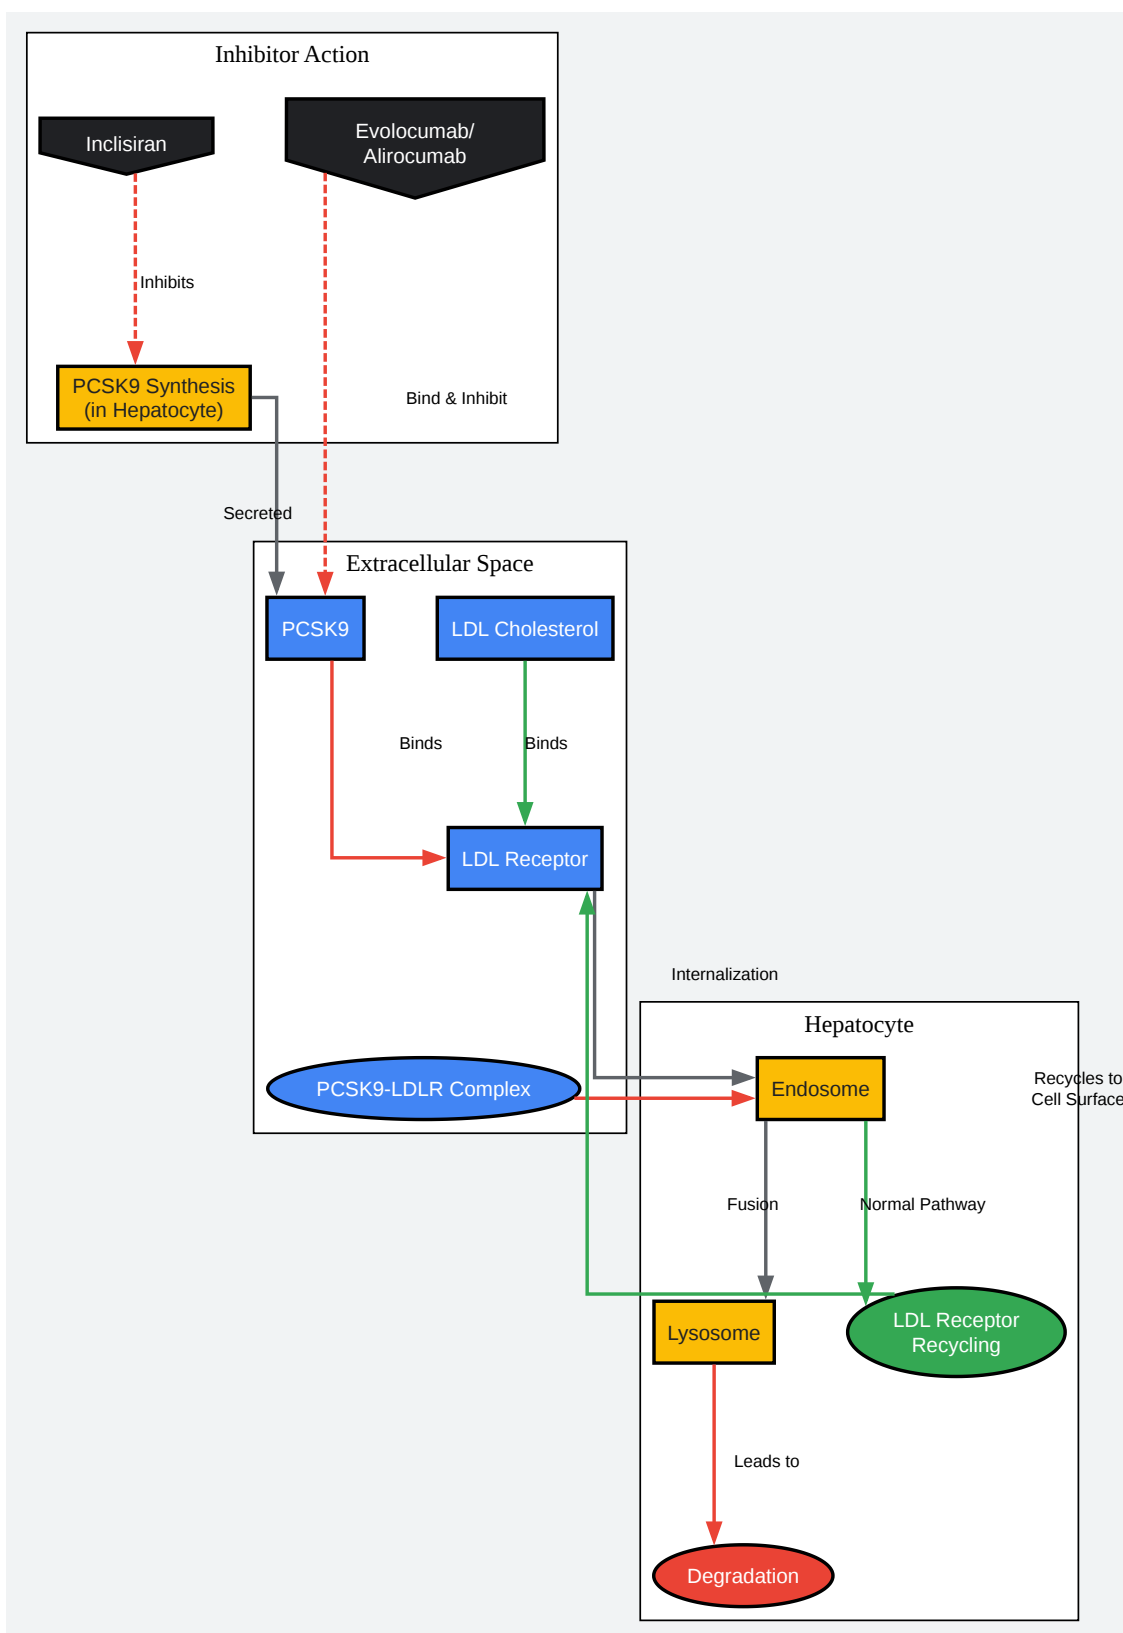 Inhibitor Action
Inclisiran
Evolocumab/
Alirocumab
Inhibits
PCSK9 Synthesis
(in Hepatocyte)
Bind & Inhibit
Secreted
Extracellular Space
PCSK9
LDL Cholesterol
Binds
Binds
LDL Receptor
Internalization
Hepatocyte
PCSK9-LDLR Complex
Endosome
Recycles to
Cell Surface
Fusion
Normal Pathway
Lysosome
LDL Receptor
Recycling
Leads to
Degradation